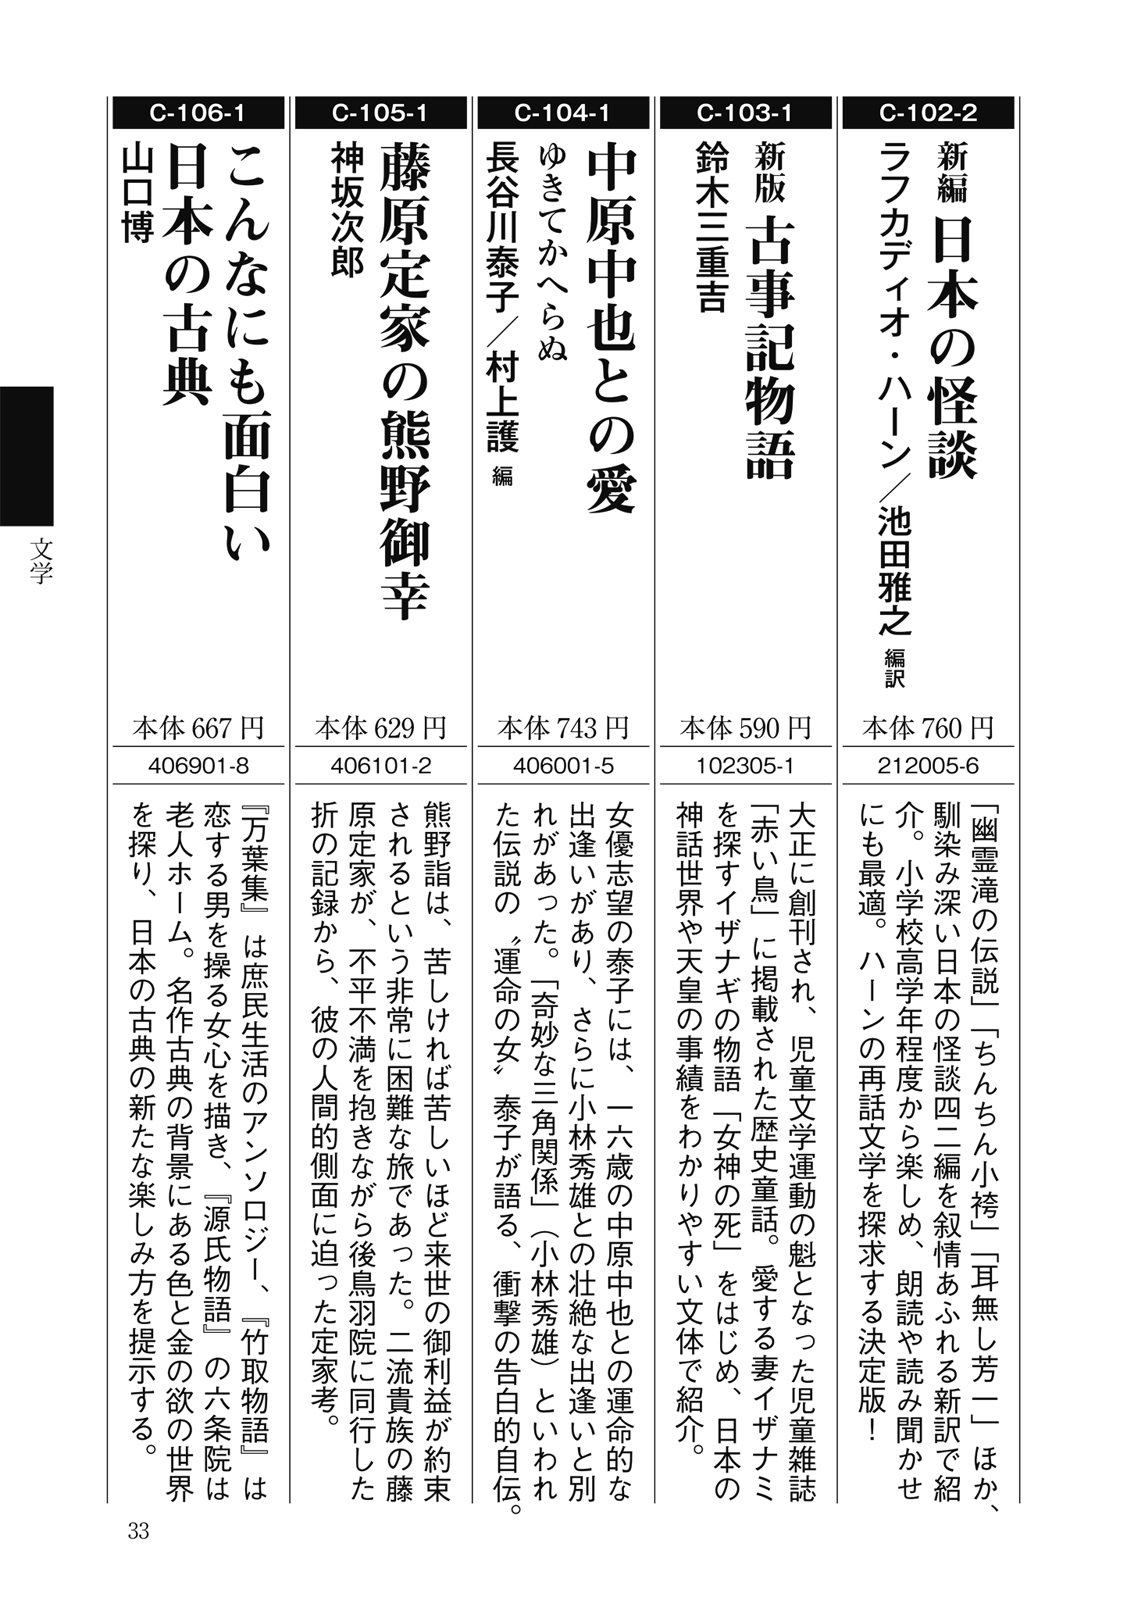 C-102-2
新編 日本の怪談
ラフカディオ・ハーン／池田雅之 編訳
本体 760 円
212005-6
「幽霊滝の伝説」「ちんちん小袴」「耳無し芳一」ほか、
馴染み深い日本の怪談四二編を叙情あふれる新訳で紹
介。小学校高学年程度から楽しめ、朗読や読み聞かせ
にも最適。ハーンの再話文学を探求する決定版！
C-103-1
新版 古事記物語
鈴木三重吉
本体 590 円
102305-1
大正に創刊され、児童文学運動の魁となった児童雑誌
「赤い鳥」に掲載された歴史童話。愛する妻イザナミ
を探すイザナギの物語「女神の死」をはじめ、日本の
神話世界や天皇の事績をわかりやすい文体で紹介。
C-104-1
中原中也との愛
ゆきてかへらぬ
長谷川泰子／村上護 編
本体 743 円
406001-5
女優志望の泰子には、一六歳の中原中也との運命的な
出逢いがあり、さらに小林秀雄との壮絶な出逢いと別
れがあった。「奇妙な三角関係」（小林秀雄）といわれ
た伝説の〝運命の女〟泰子が語る、衝撃の告白的自伝。
C-105-1
藤原定家の熊野御幸
神坂次郎
本体 629 円
406101-2
熊野詣は、苦しければ苦しいほど来世の御利益が約束
されるという非常に困難な旅であった。二流貴族の藤
原定家が、不平不満を抱きながら後鳥羽院に同行した
折の記録から、彼の人間的側面に迫った定家考。
C-106-1
こんなにも面白い
日本の古典
山口博
本体 667 円
406901-8
『万葉集』は庶民生活のアンソロジー、『竹取物語』は
恋する男を操る女心を描き、『源氏物語』の六条院は
老人ホーム。名作古典の背景にある色と金の欲の世界
を探り、日本の古典の新たな楽しみ方を提示する。
文学
33